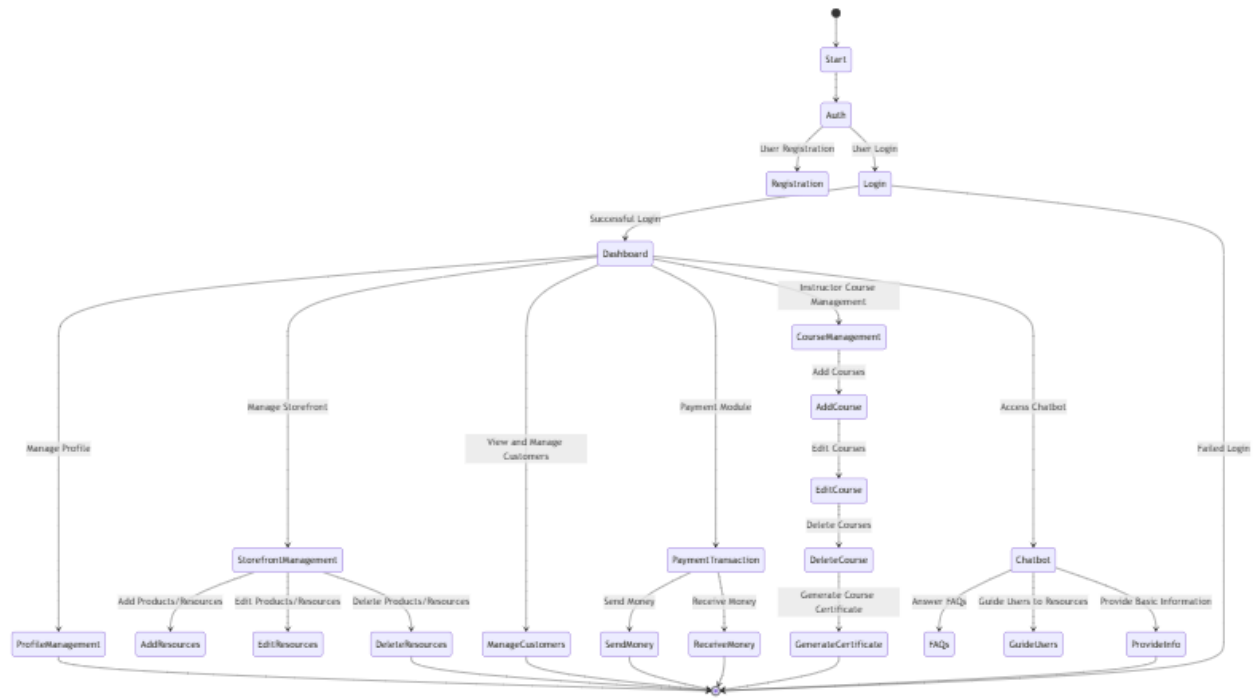 Start
Auth
User Registration
User Login
Registration
Login
Successful Login
Dashboard
Instructor Course
Management
CourseManagement
Add Courses
Manage Storefront
Payment Module
AddCourse
Access Chatbot
Manage Profile
View and Manage
Customers
Edit Courses
Failed Login
EditCourse
Delete Courses
StorefrontManagement
PaymentTransaction
DeleteCourse
Chatbot
Add Products/Resources
Edit Products/Resources
Delete Products/Resources
Send Money
Receive Money
Generate Course
Certificate
Answer FAQs
Guide Users to Resources
Provide Basic Information
ProfileManagement
AddResources
EditResources
DeleteResources
ManageCustomers
SendMoney
ReceiveMoney
GenerateCertificate
FAQs
GuideUsers
ProvideInfo